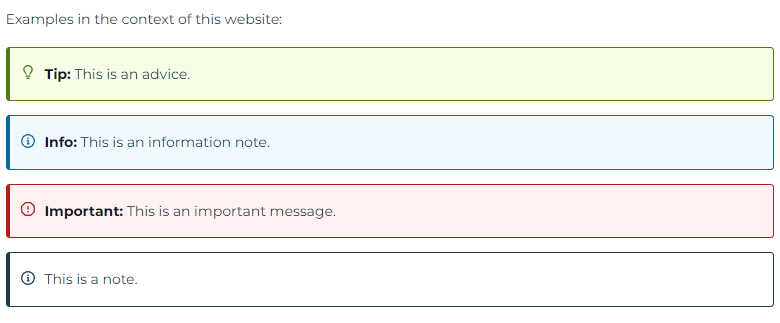 Examples in the context of this website:
Tip: This is an advice.
Info: This is an information note.
Important: This is an important message.
This is a note.